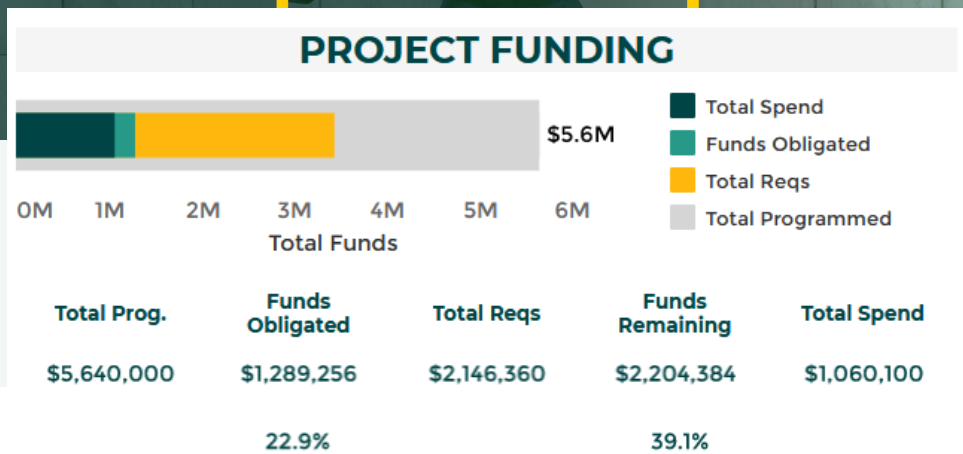 PROJECT FUNDING
$5.6M
Total Spend
Funds Obligated
Total Reqs
Total Programmed
0M 1M 2M 3M 4M 5M 6M
Total Funds
Total Prog.
Funds
Obligated
Total Reqs
Funds
Remaining
Total Spend
$5,640,000 $1,289,256 $2,146,360 $2,204,384 $1,060,100
22.9% 39.1%